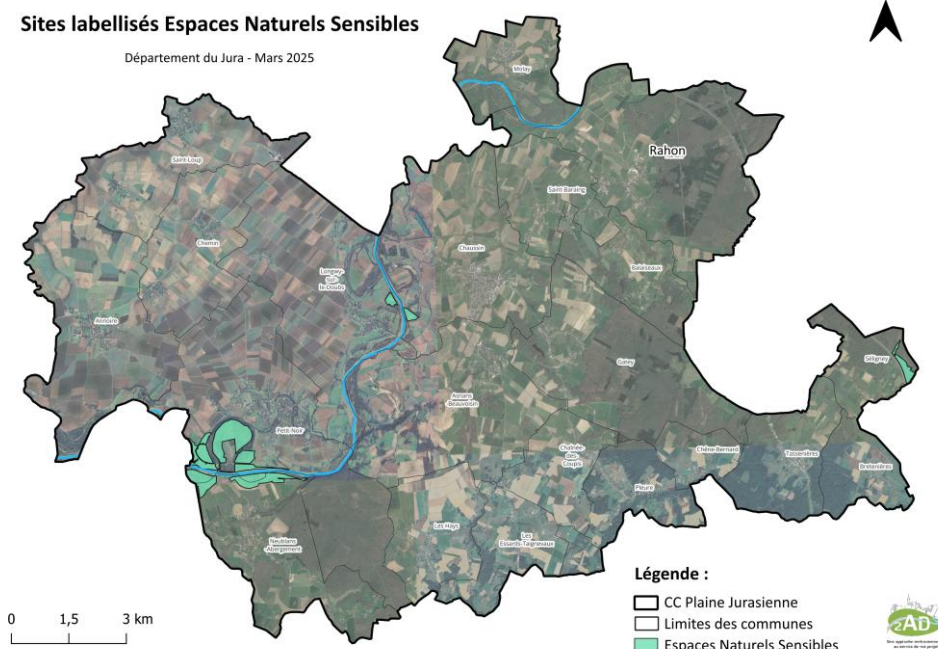 Sites labellisés Espaces Naturels Sensibles
Département du Jura - Mars 2025
Molay
Rahon
Saint-Loup
Saint-Baraing
Chemin
Chaussin
Longwy-
sur-
le-Doubs
Balaiseaux
Annoire
Séligney
Gatey
Asnans
Beauvoisin
Petit-Noir
Chaînée-
des-
Coupis
Chêne-Bernard
Tassenières
Bretenières
Pleure
Les Hays
Les
Essards-Taignevaux
Neublans
Abergement
Légende :
CC Plaine Jurasienne
Limites des communes
Espaces Naturels Sensibles
0 1,5 3 km
2AD